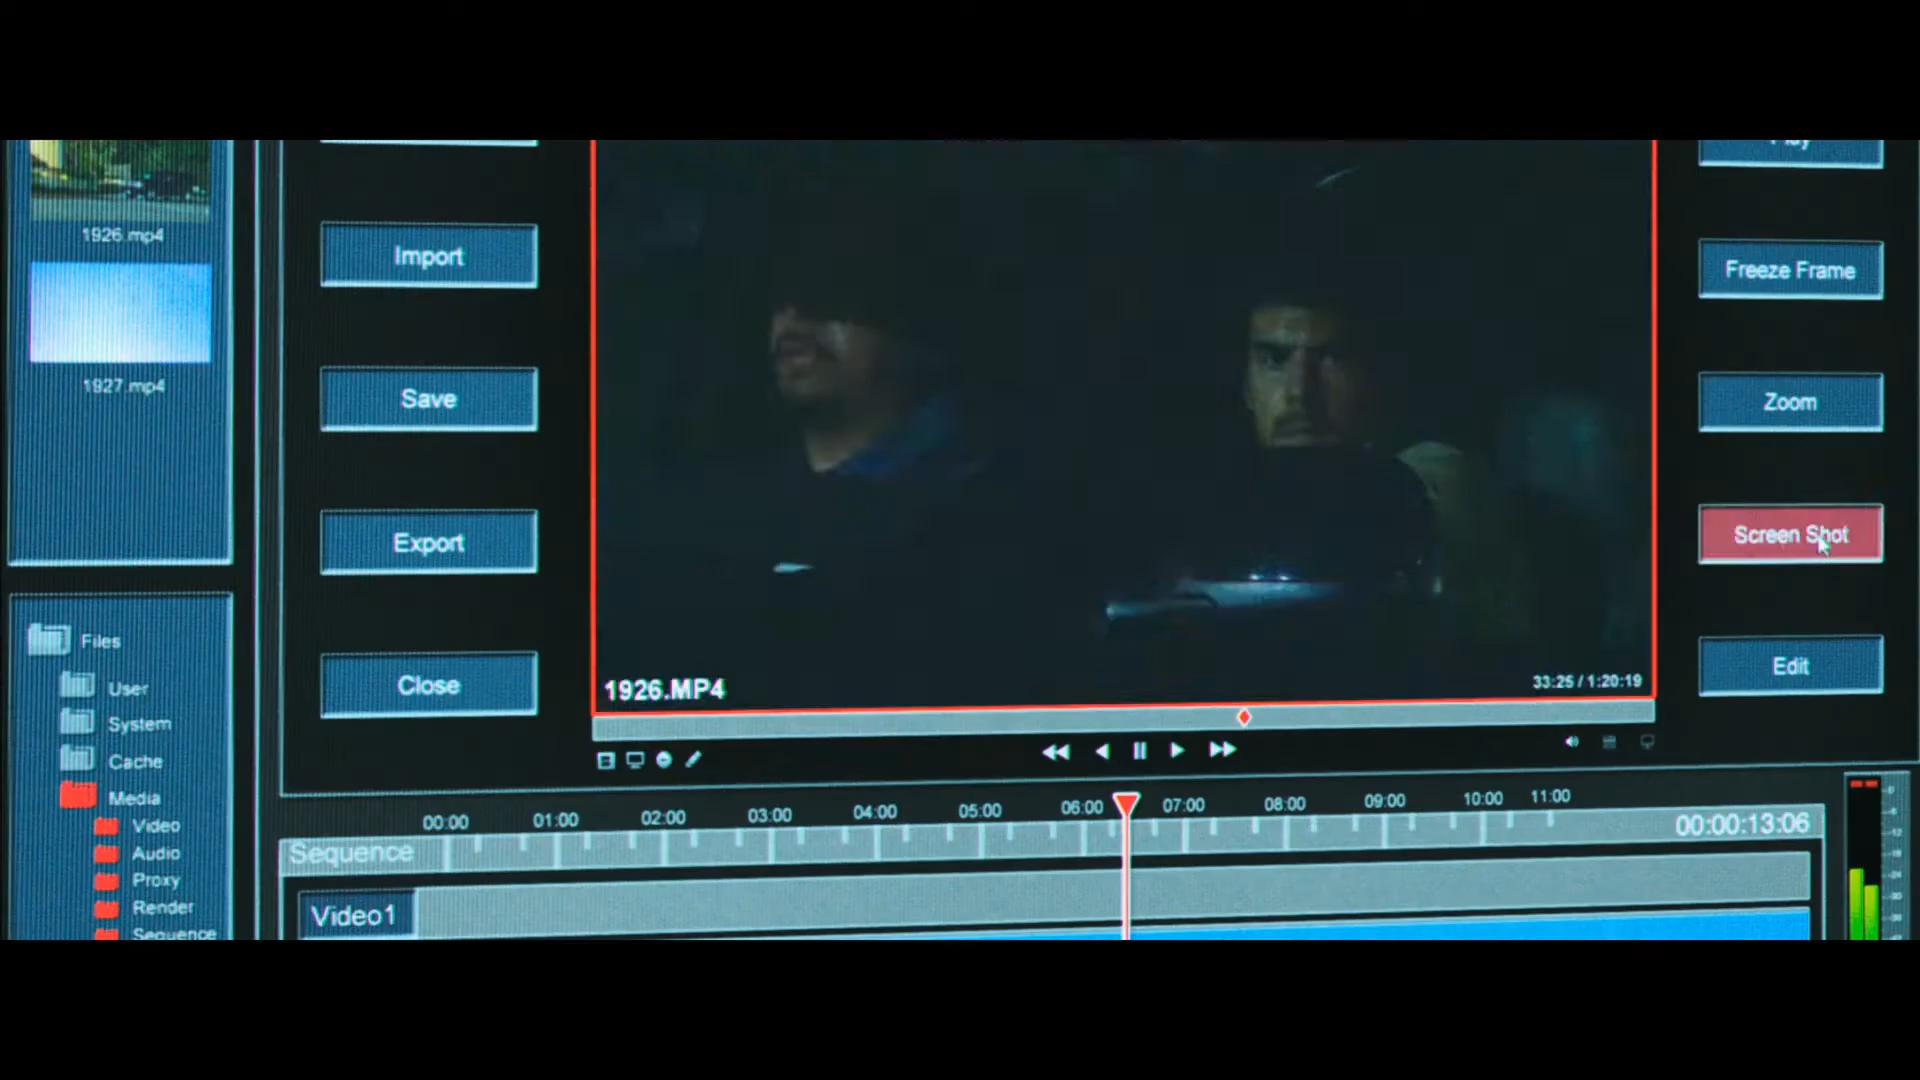 Play
1926.mp4
Import
Freeze Frame
1927.mp4
Save
Zoom
Export
Screen Shot
Files
User
System
Cache
Media
Video
Audio
Proxy
Render
Sequence
Close
1926.MP4
33:25 / 1:20:19
Edit
00:00 01:00 02:00 03:00 04:00 05:00 06:00 07:00 08:00 09:00 10:00 11:00
Sequence
00:00:13:06
Video1